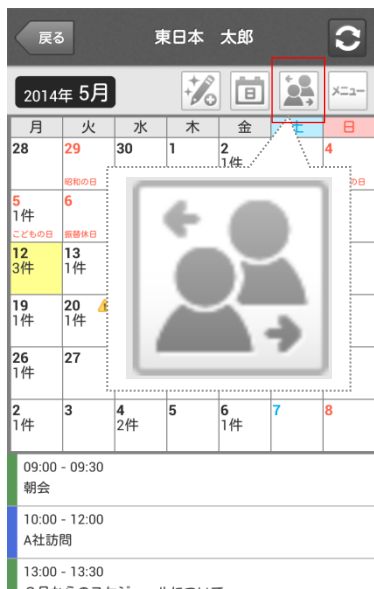 戻る 東日本 太郎
2014年 5月 8 メニュー
月 火 水 木 金 土 日
28 29 30 1 2 4
1件
昭和の日 の日
5 6
1件
こどもの日 振替休日
12 13
3件 1件
19 20
1件 1件
26 27
1件
2 3 4 5 6 7 8
1件 2件 1件
09:00 - 09:30
朝会
10:00 - 12:00
A社訪問
13:00 - 13:30